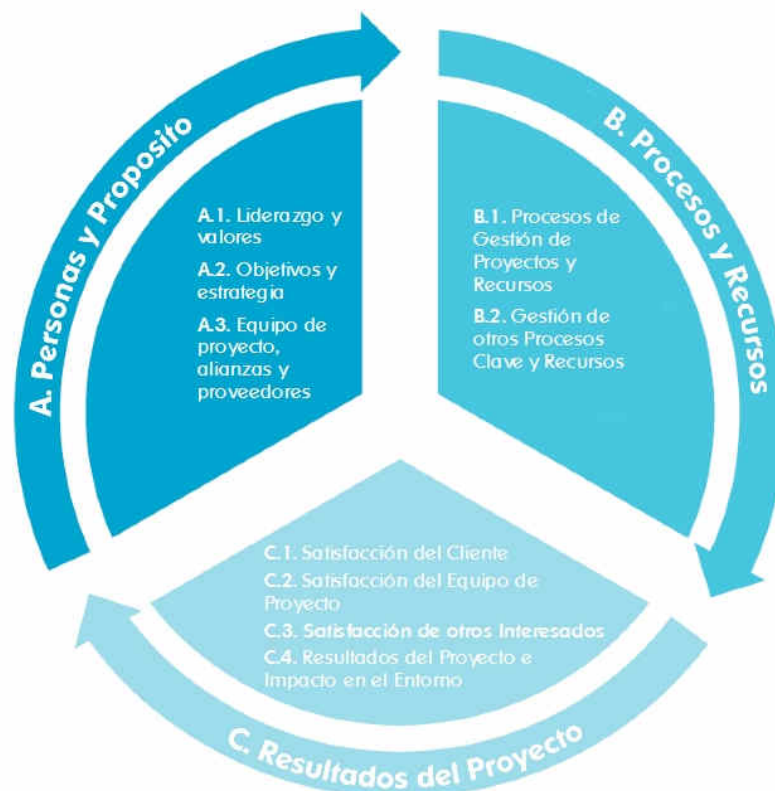 A. Personas y Proposito
A.1. Liderazgo y
valores
A.2. Objetivos y
estrategia
A.3. Equipo de
proyecto,
alianzas y
proveedores
B. Procesos y Recursos
B.1. Procesos de
Gestión de
Proyectos y
Recursos
B.2. Gestión de
otros Procesos
Clave y Recursos
C.1. Satisfacción del Cliente
C.2. Satisfacción del Equipo de
Proyecto
C.3. Satisfacción de otros Interesados
C.4. Resultados del Proyecto e
Impacto en el Entorno
C. Resultados del Proyecto